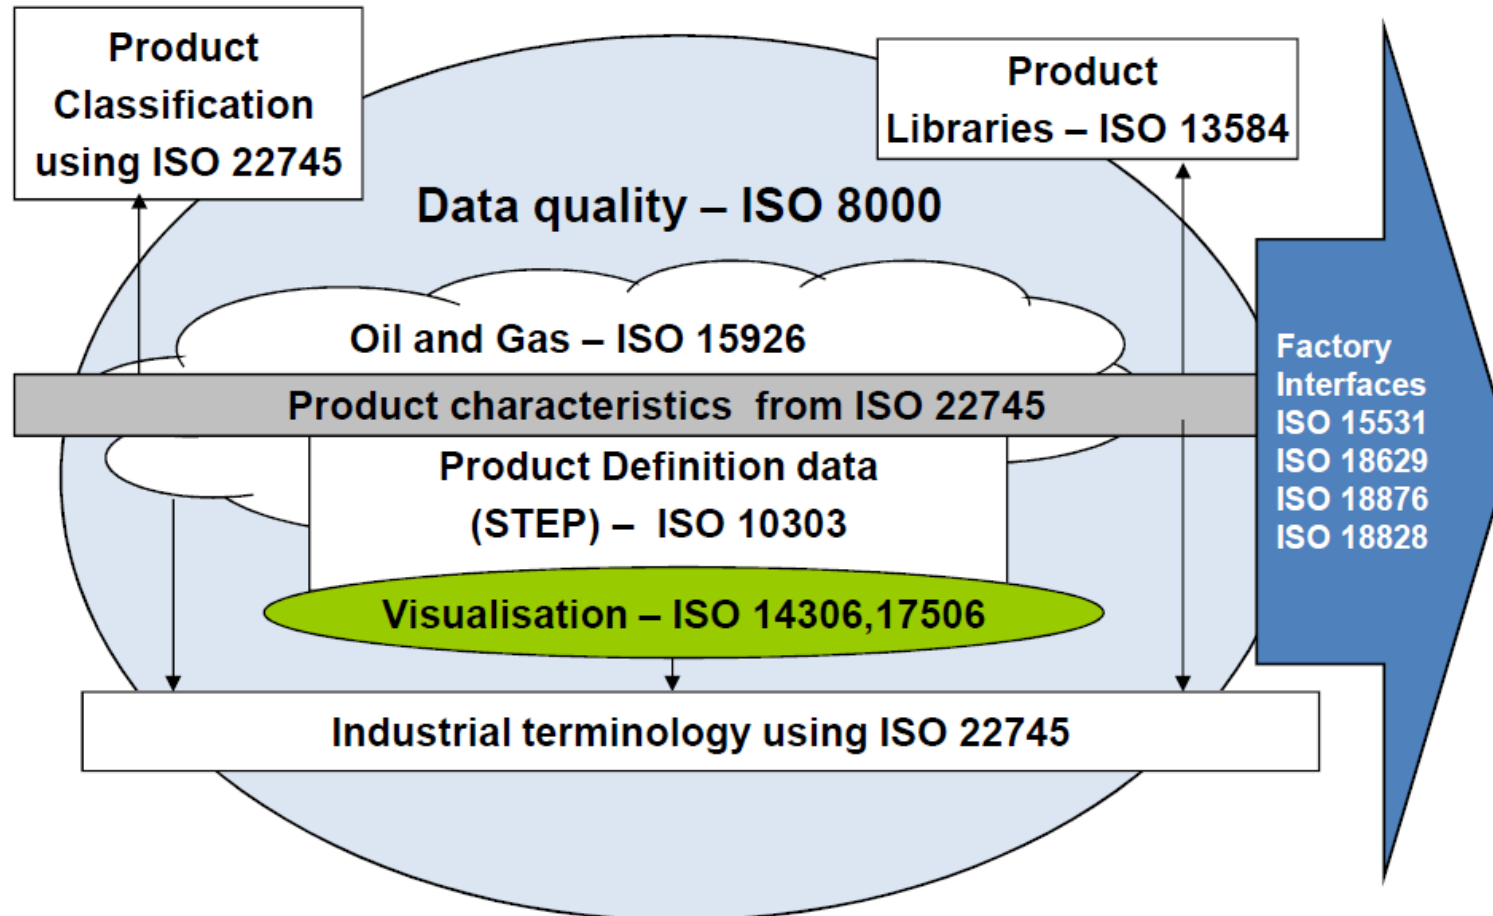 Product
Classification
using ISO 22745
Product
Libraries – ISO 13584
Data quality – ISO 8000
Oil and Gas – ISO 15926
Product characteristics from ISO 22745
Product Definition data
(STEP) – ISO 10303
Visualisation – ISO 14306,17506
Industrial terminology using ISO 22745
Factory
Interfaces
ISO 15531
ISO 18629
ISO 18876
ISO 18828